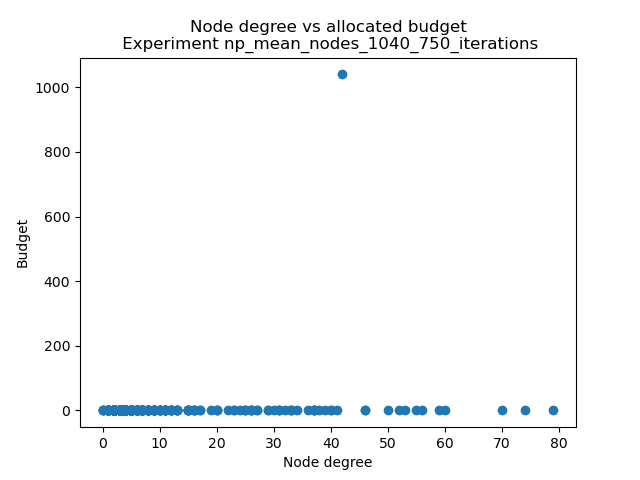 Node degree vs allocated budget
Experiment np_mean_nodes_1040_750_iterations
1000
800
600
400
200
0
Budget
0 10 20 30 40 50 60 70 80
Node degree